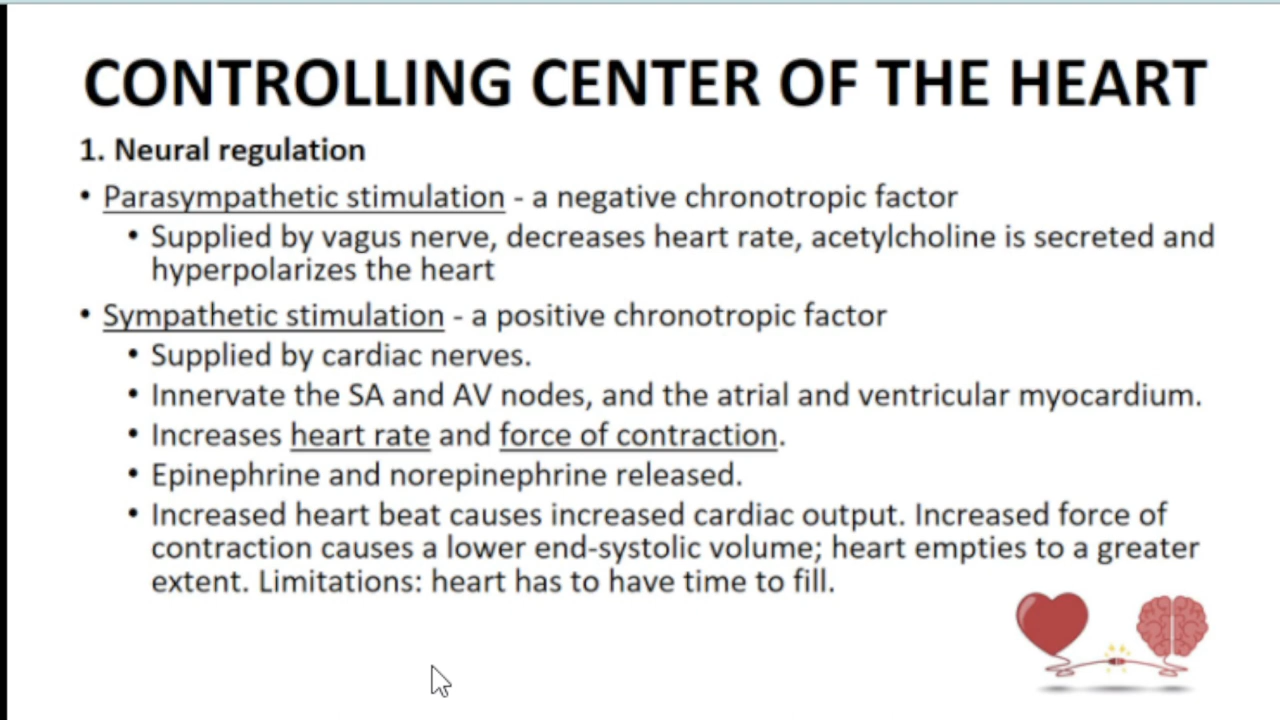 CONTROLLING CENTER OF THE HEART
1. Neural regulation
• Parasympathetic stimulation - a negative chronotropic factor
• Supplied by vagus nerve, decreases heart rate, acetylcholine is secreted and
hyperpolarizes the heart
• Sympathetic stimulation - a positive chronotropic factor
• Supplied by cardiac nerves.
• Innervate the SA and AV nodes, and the atrial and ventricular myocardium.
• Increases heart rate and force of contraction.
• Epinephrine and norepinephrine released.
• Increased heart beat causes increased cardiac output. Increased force of
contraction causes a lower end-systolic volume; heart empties to a greater
extent. Limitations: heart has to have time to fill.